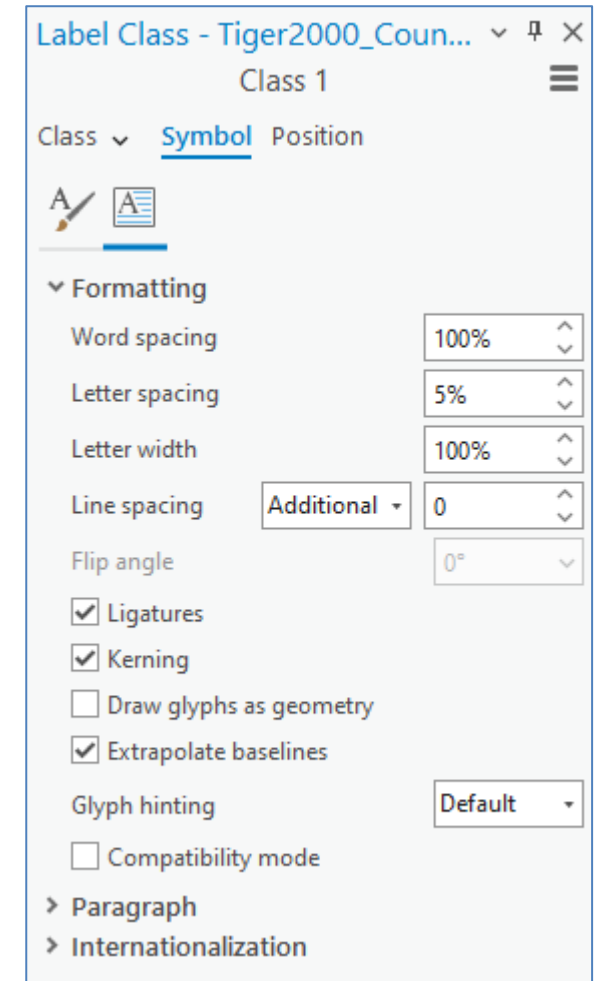 Label Class - Tiger2000_Coun...
Class 1
Class Symbol Position
A A
Formatting
Word spacing 100%
Letter spacing 5%
Letter width 100%
Line spacing Additional 0
Flip angle 0°
Ligatures
Kerning
Draw glyphs as geometry
Extrapolate baselines
Glyph hinting Default
Compatibility mode
Paragraph
Internationalization